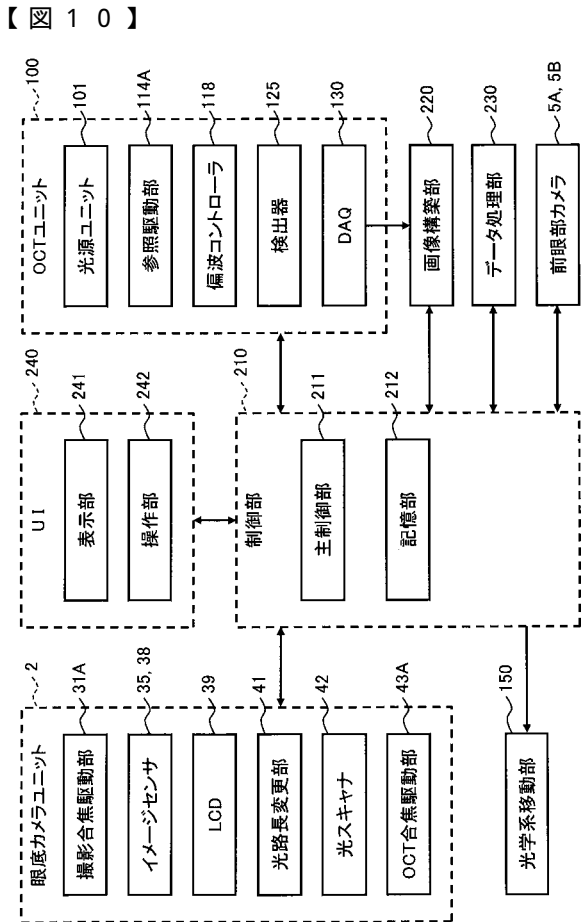 【図１０】
眼底カメラユニット
2
撮影合焦駆動部
31A
イメージセンサ
35, 38
LCD
39
光路長変更部
41
光スキャナ
42
OCT合焦駆動部
43A
光学系移動部
150
UI
240
表示部
241
操作部
242
制御部
210
主制御部
211
記憶部
212
OCTユニット
100
光源ユニット
101
参照駆動部
114A
偏波コントローラ
118
検出器
125
DAQ
130
画像構築部
220
データ処理部
230
前眼部カメラ
5A, 5B